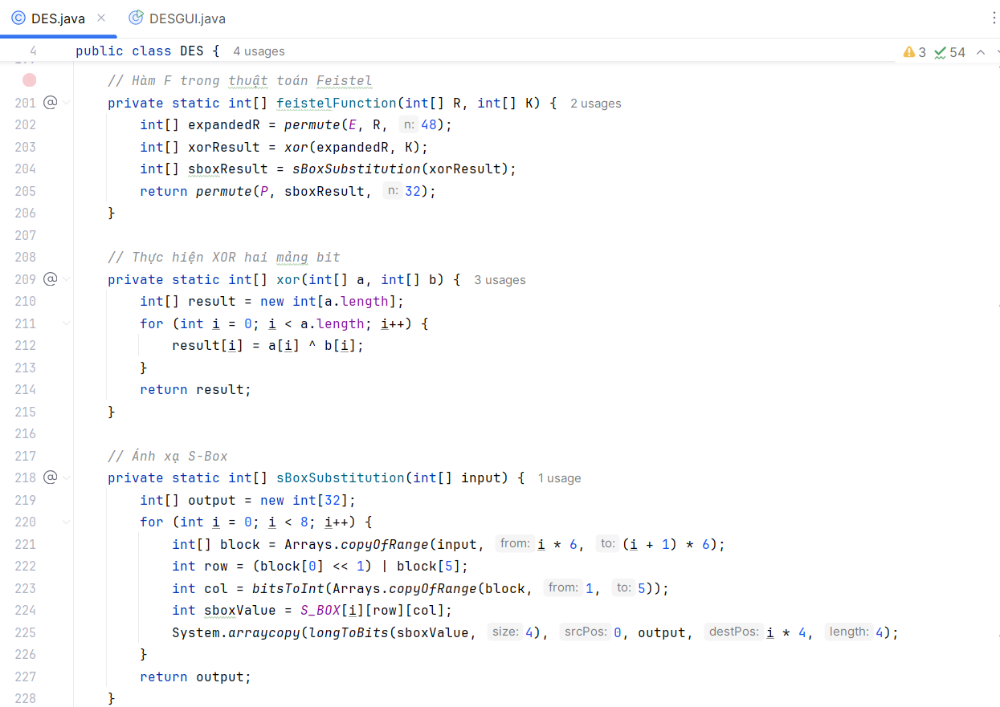 DES.java DESGUI.java
4 public class DES { 4 usages 3 54
// Hàm F trong thuật toán Feistel
201 @ private static int[] feistelFunction(int[] R, int[] K) { 2 usages
202 int[] expandedR = permute(E, R, n: 48);
203 int[] xorResult = xor(expandedR, K);
204 int[] sboxResult = sBoxSubstitution(xorResult);
205 return permute(P, sboxResult, n: 32);
206 }
207
208 // Thực hiện XOR hai mảng bit
209 @ private static int[] xor(int[] a, int[] b) { 3 usages
210 int[] result = new int[a.length];
211 for (int i = 0; i < a.length; i++) {
212 result[i] = a[i] ^ b[i];
213 }
214 return result;
215 }
216
217 // Ánh xạ S-Box
218 @ private static int[] sBoxSubstitution(int[] input) { 1 usage
219 int[] output = new int[32];
220 for (int i = 0; i < 8; i++) {
221 int[] block = Arrays.copyOfRange(input, from: i * 6, to: (i + 1) * 6);
222 int row = (block[0] << 1) | block[5];
223 int col = bitsToInt(Arrays.copyOfRange(block, from: 1, to: 5));
224 int sboxValue = S_BOX[i][row][col];
225 System.arraycopy(longToBits(sboxValue, size: 4), srcPos: 0, output, destPos: i * 4, length: 4);
226 }
227 return output;
228 }